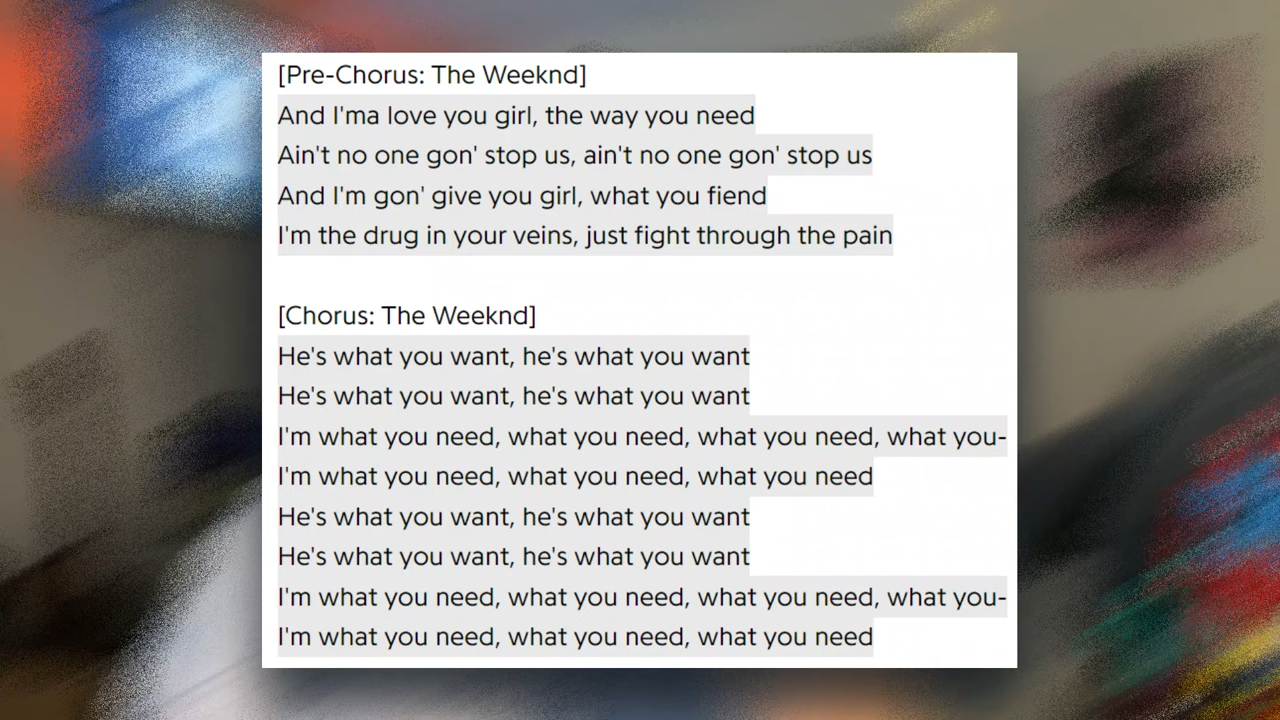 [Pre-Chorus: The Weeknd]
And I'ma love you girl, the way you need
Ain't no one gon' stop us, ain't no one gon' stop us
And I'm gon' give you girl, what you fiend
I'm the drug in your veins, just fight through the pain
[Chorus: The Weeknd]
He's what you want, he's what you want
He's what you want, he's what you want
I'm what you need, what you need, what you need, what you-
I'm what you need, what you need, what you need
He's what you want, he's what you want
He's what you want, he's what you want
I'm what you need, what you need, what you need, what you-
I'm what you need, what you need, what you need